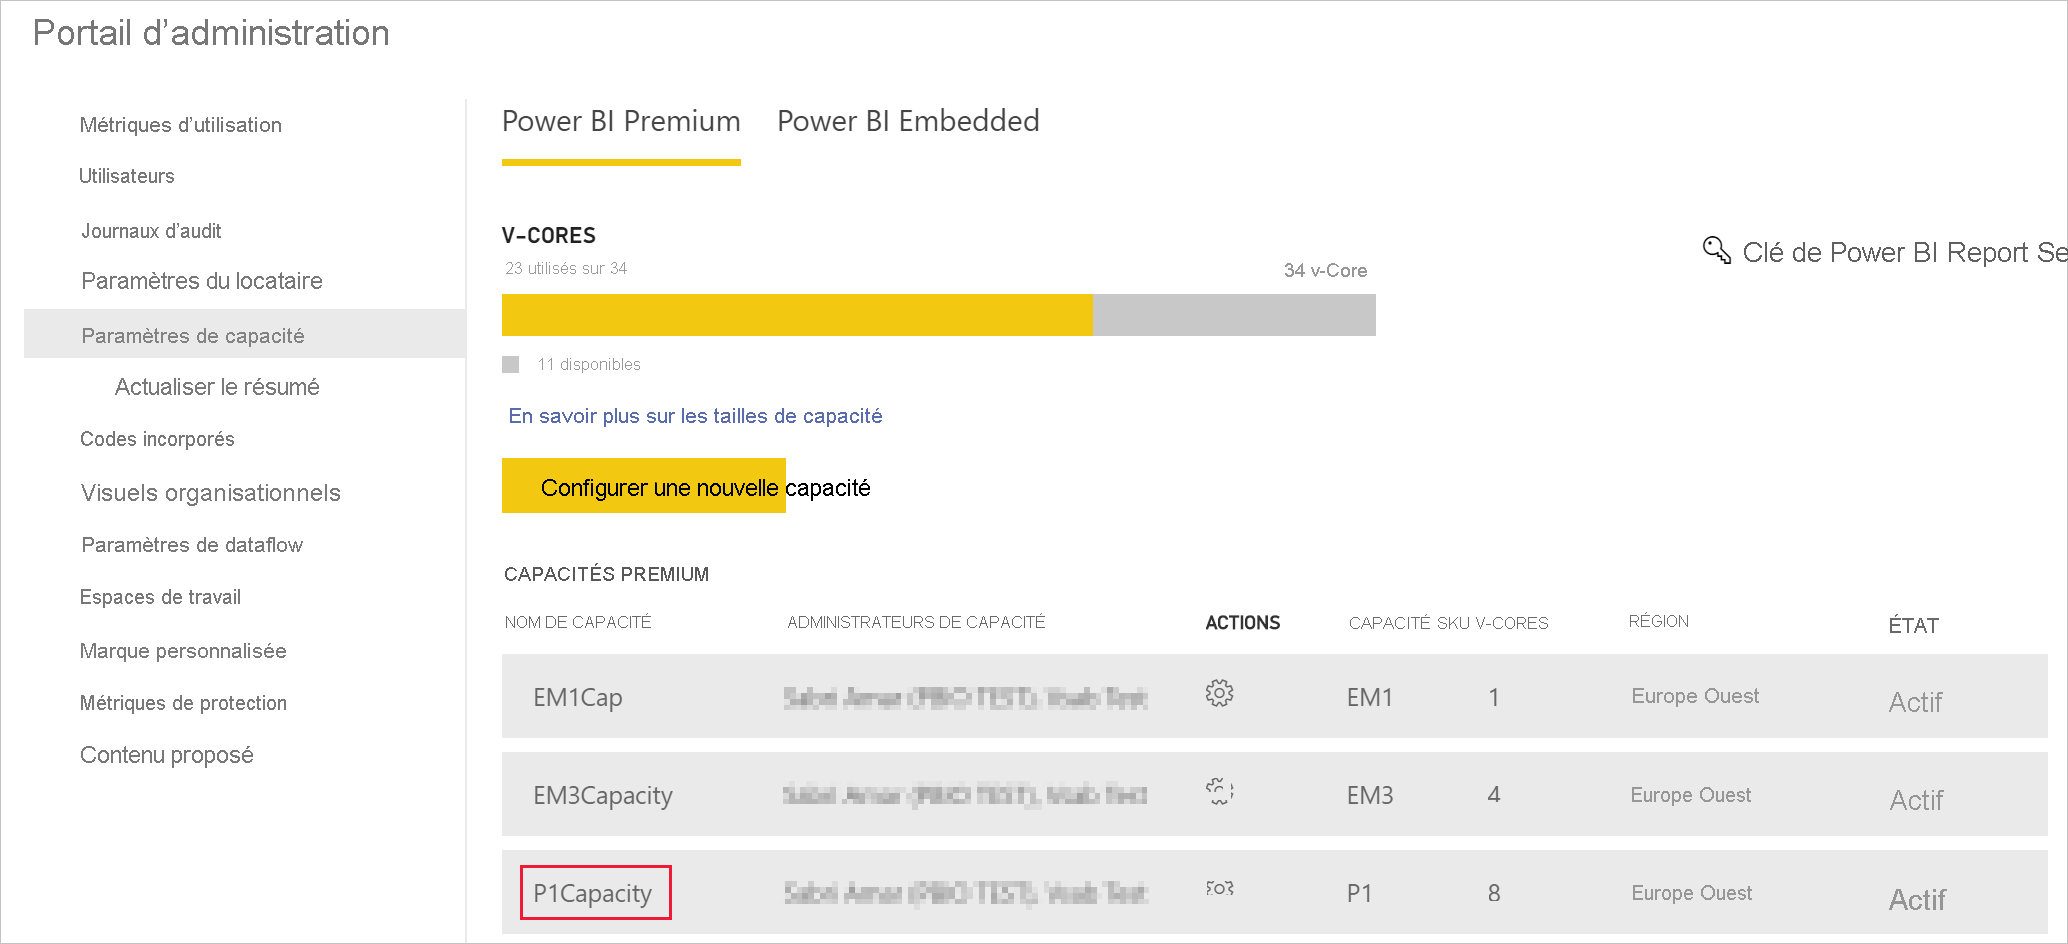 Portail d’administration
Métriques d’utilisation
Utilisateurs
Journaux d’audit
Paramètres du locataire
Paramètres de capacité
Actualiser le résumé
Codes incorporés
Visuels organisationnels
Paramètres de dataflow
Espaces de travail
Marque personnalisée
Métriques de protection
Contenu proposé
Power BI Premium Power BI Embedded
V-CORES
23 utilisés sur 34
34 v-Core
Clé de Power BI Report Se
11 disponibles
En savoir plus sur les tailles de capacité
Configurer une nouvelle capacité
CAPACITÉS PREMIUM
NOM DE CAPACITÉ ADMINISTRATEURS DE CAPACITÉ ACTIONS CAPACITÉ SKU V-CORES RÉGION ÉTAT
EM1Cap EM1 1 Europe Ouest Actif
EM3Capacity EM3 4 Europe Ouest Actif
P1Capacity P1 8 Europe Ouest Actif